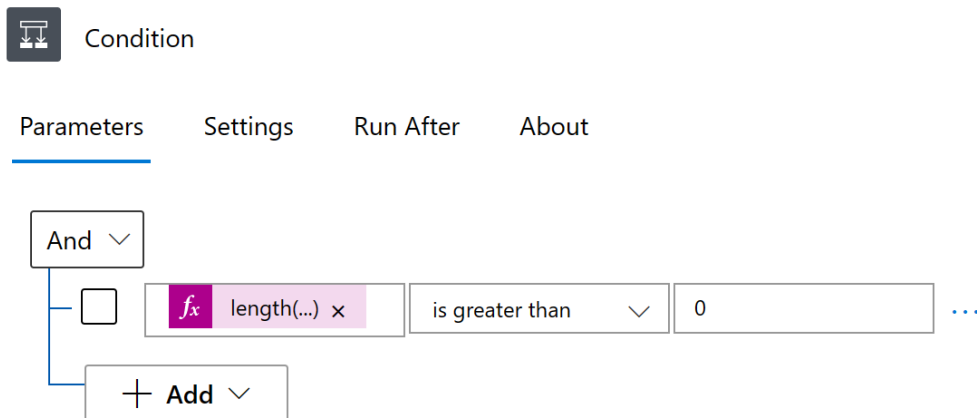 Condition
Parameters Settings Run After About
And
fx length(...) × is greater than 0 ...
+ Add